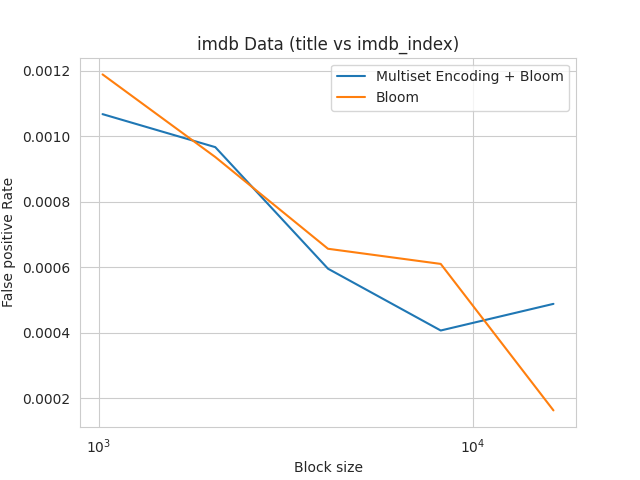 imdb Data (title vs imdb_index)
Multiset Encoding + Bloom
Bloom
False positive Rate
0.0012
0.0010
0.0008
0.0006
0.0004
0.0002
10³
10⁴
Block size